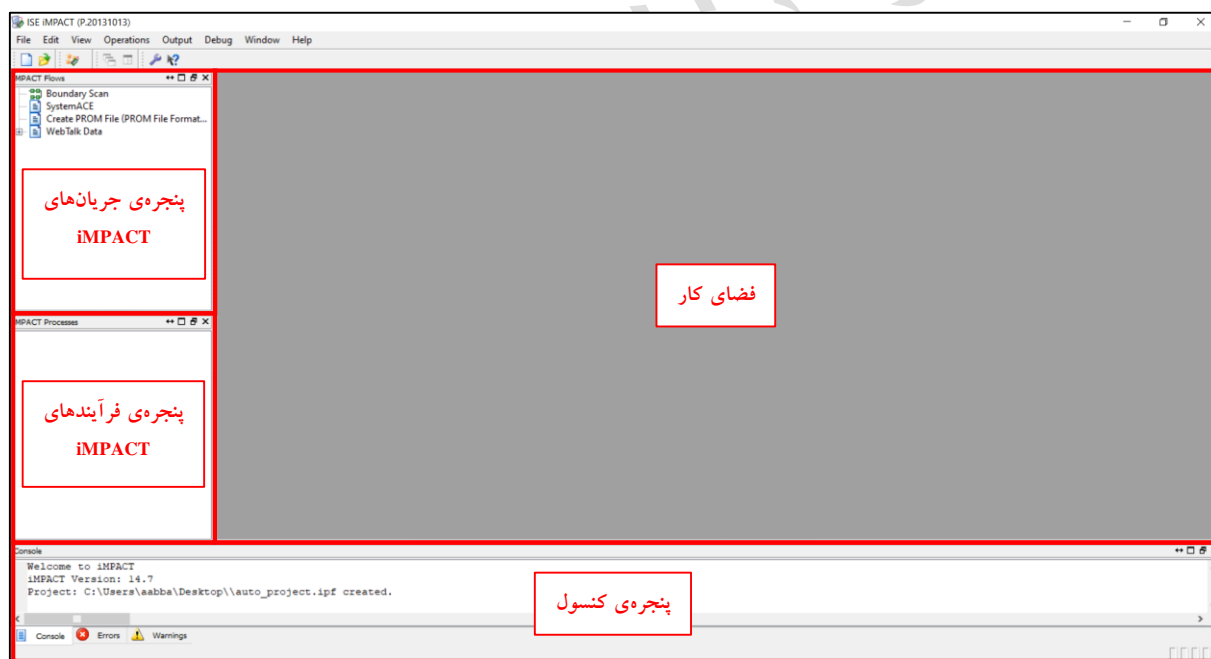 ISE iMPACT (P.20131013)
File Edit View Operations Output Debug Window Help
iMPACT Flows
Boundary Scan
SystemACE
Create PROM File (PROM File Format...
WebTalk Data
پنجره‌ی جریان‌های
iMPACT
فضای کار
iMPACT Processes
پنجره‌ی فرآیندهای
iMPACT
Console
Welcome to iMPACT
iMPACT Version: 14.7
Project: C:\Users\aabba\Desktop\\auto_project.ipf created.
پنجره‌ی کنسول
Console Errors Warnings